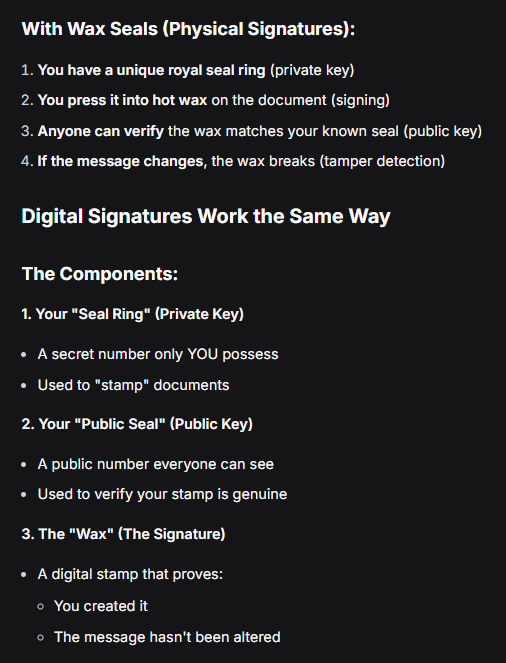 With Wax Seals (Physical Signatures):
1. You have a unique royal seal ring (private key)
2. You press it into hot wax on the document (signing)
3. Anyone can verify the wax matches your known seal (public key)
4. If the message changes, the wax breaks (tamper detection)
Digital Signatures Work the Same Way
The Components:
1. Your "Seal Ring" (Private Key)
• A secret number only YOU possess
• Used to "stamp" documents
2. Your "Public Seal" (Public Key)
• A public number everyone can see
• Used to verify your stamp is genuine
3. The "Wax" (The Signature)
• A digital stamp that proves:
◦ You created it
◦ The message hasn't been altered